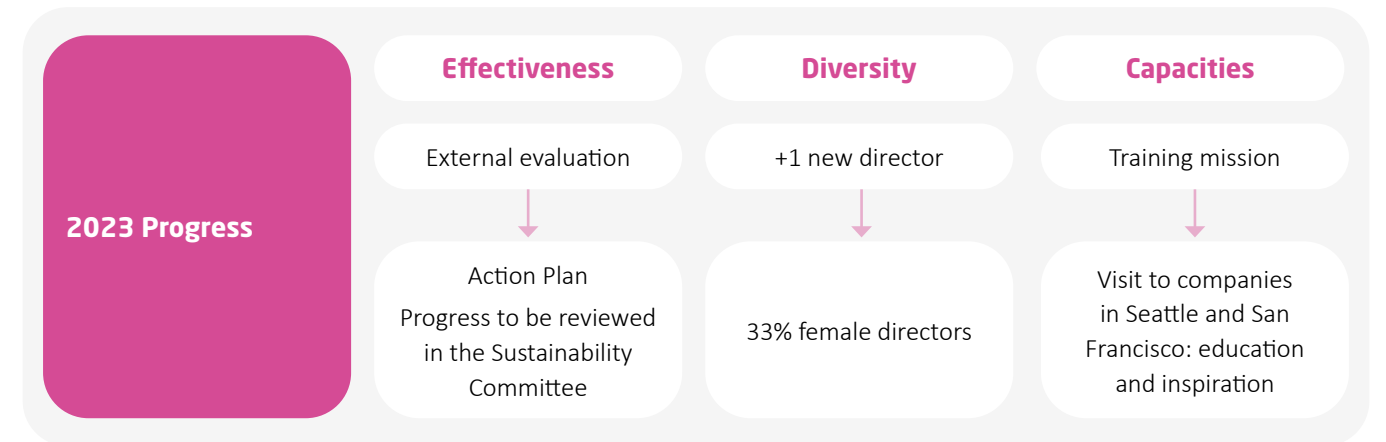 2023 Progress
Effectiveness
External evaluation
Action Plan
Progress to be reviewed
in the Sustainability
Committee
Diversity
+1 new director
33% female directors
Capacities
Training mission
Visit to companies
in Seattle and San
Francisco: education
and inspiration